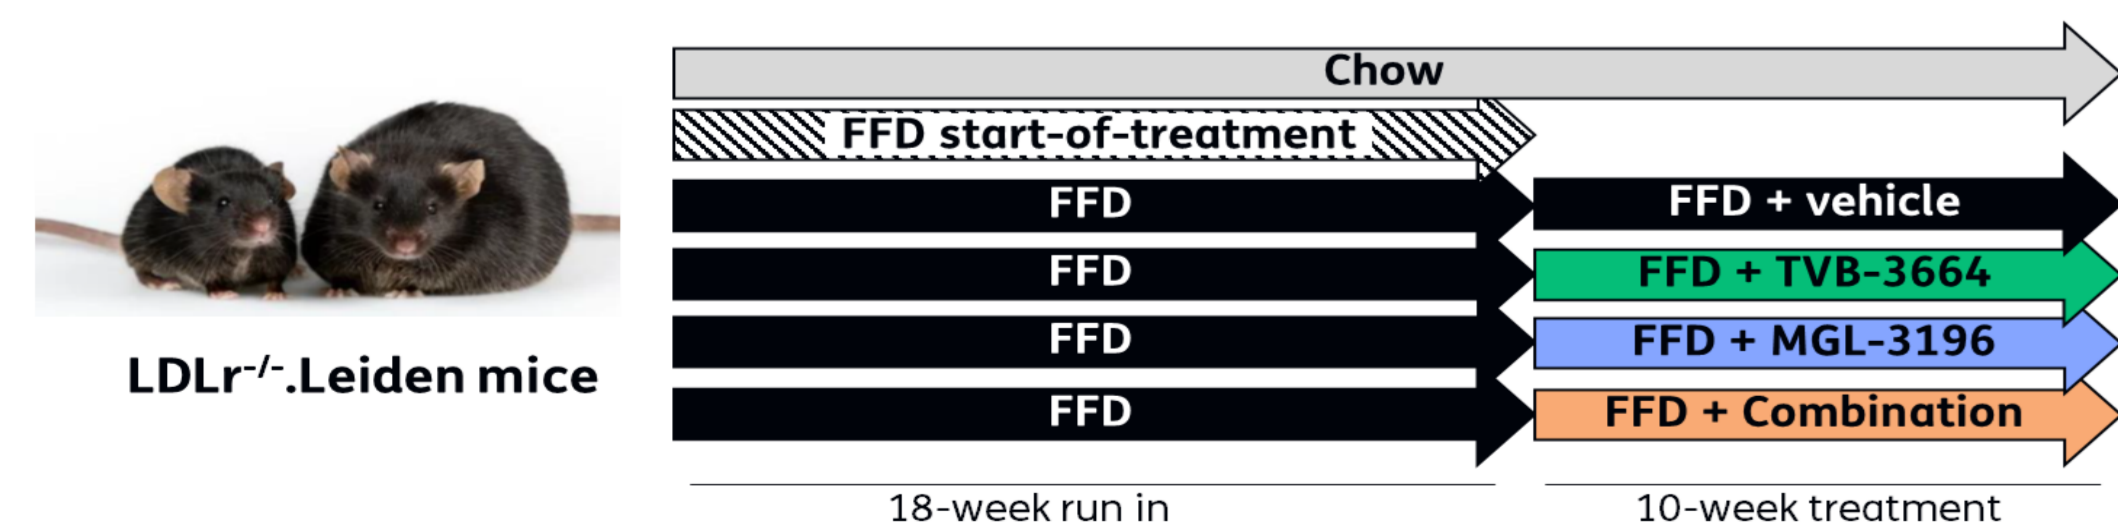 Chow
FFD start-of-treatment
FFD
FFD + vehicle
FFD
FFD + TVB-3664
FFD
FFD + MGL-3196
FFD
FFD + Combination
LDLr-/-.Leiden mice
18-week run in
10-week treatment